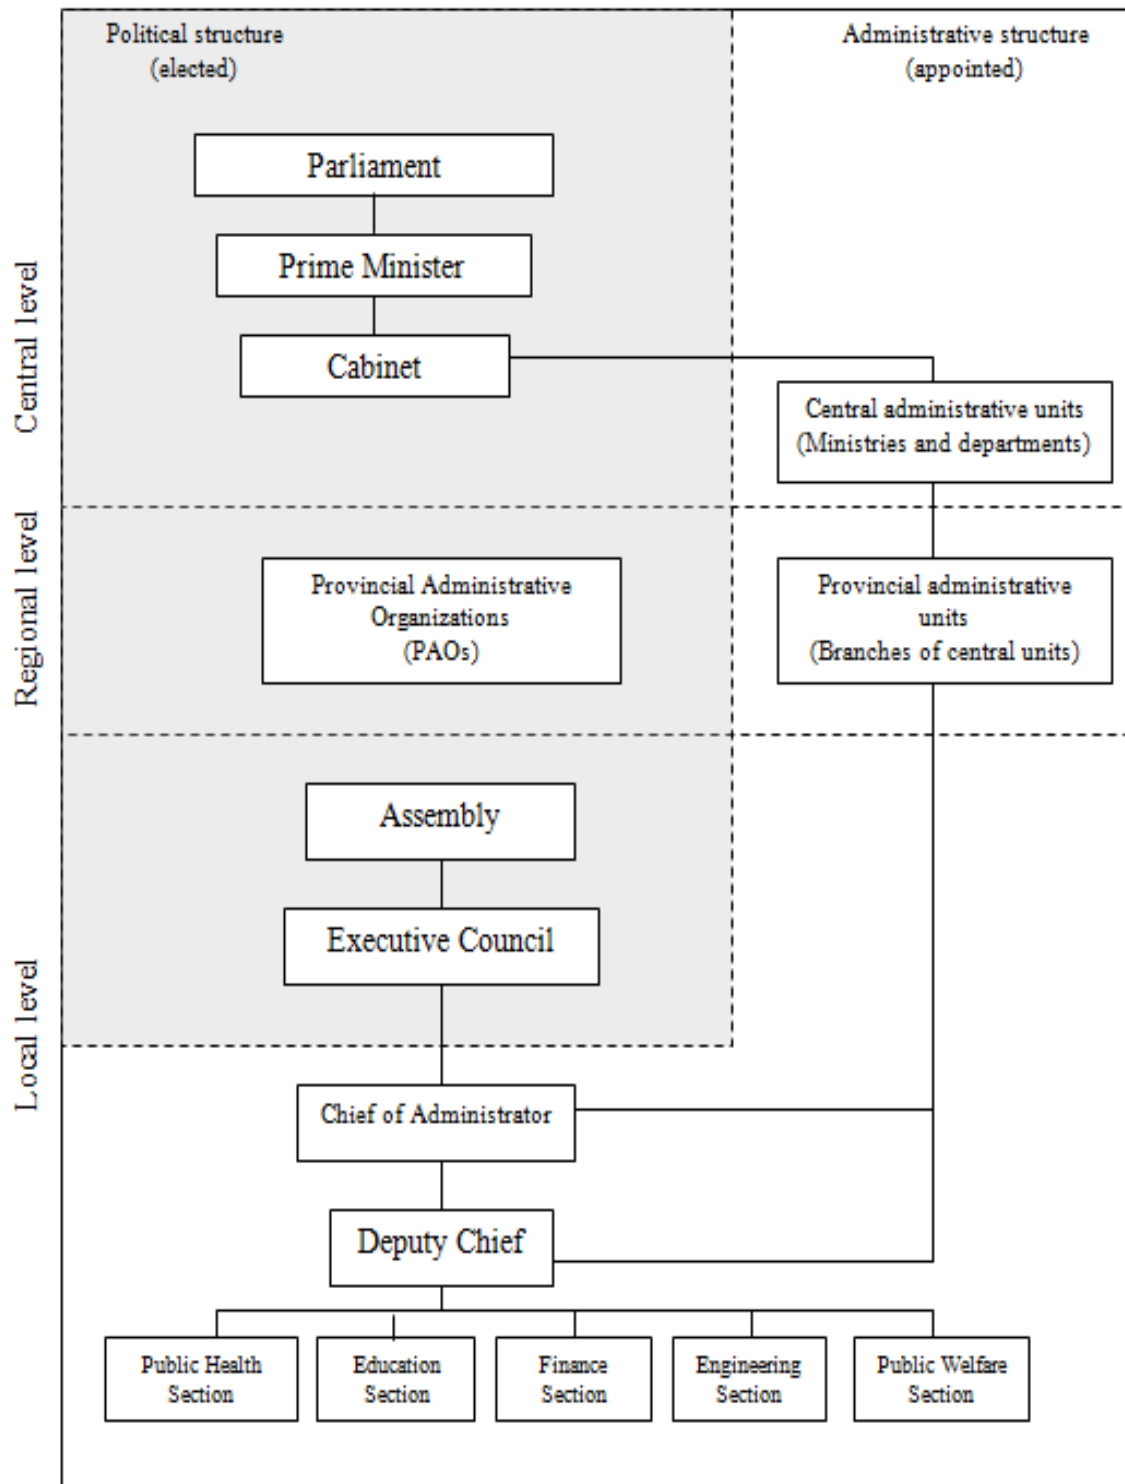 Political structure
(elected)
Administrative structure
(appointed)
Central level
Parliament
Prime Minister
Cabinet
Central administrative units
(Ministries and departments)
Regional level
Provincial Administrative
Organizations
(PAOs)
Provincial administrative
units
(Branches of central units)
Local level
Assembly
Executive Council
Chief of Administrator
Deputy Chief
Public Health
Section
Education
Section
Finance
Section
Engineering
Section
Public Welfare
Section